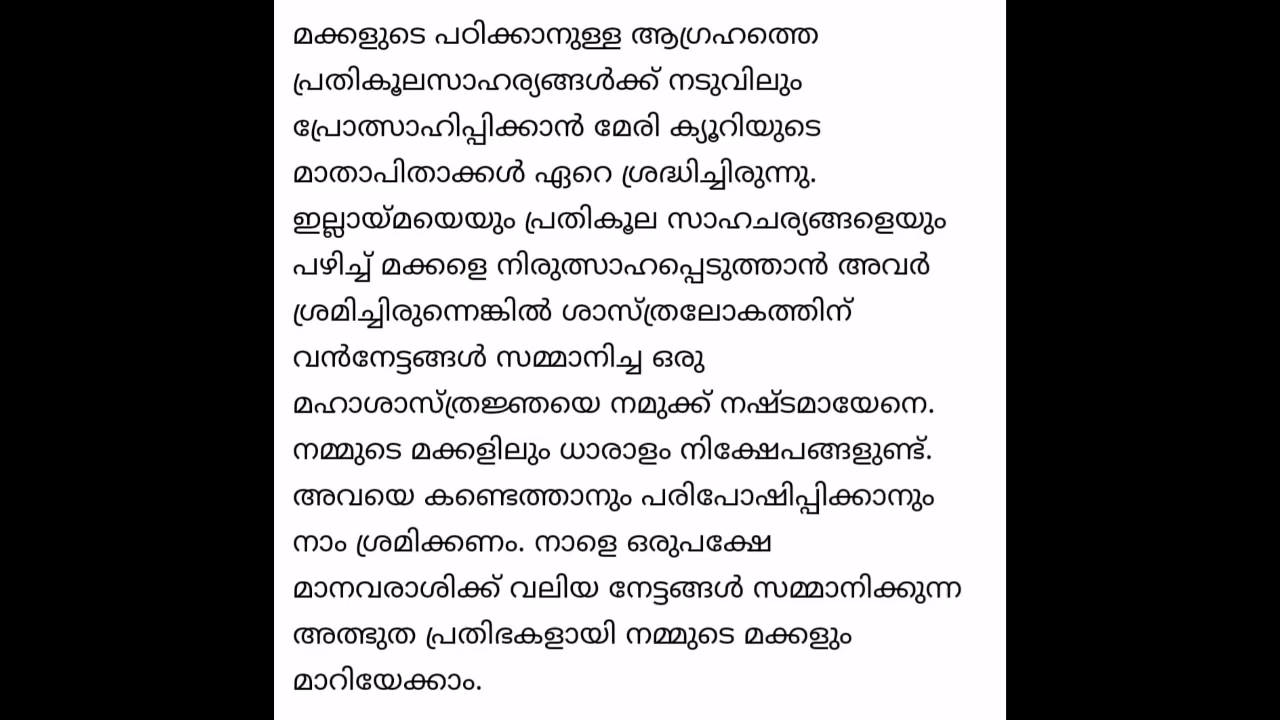 മക്കളുടെ പഠിക്കാനുള്ള ആഗ്രഹത്തെ
പ്രതികൂലസാഹര്യങ്ങൾക്ക് നടുവിലും
പ്രോത്സാഹിപ്പിക്കാൻ മേരി ക്യൂറിയുടെ
മാതാപിതാക്കൾ ഏറെ ശ്രദ്ധിച്ചിരുന്നു.
ഇല്ലായ്മയെയും പ്രതികൂല സാഹചര്യങ്ങളെയും
പഴിച്ച് മക്കളെ നിരുത്സാഹപ്പെടുത്താൻ അവർ
ശ്രമിച്ചിരുന്നെങ്കിൽ ശാസ്ത്രലോകത്തിന്
വൻനേട്ടങ്ങൾ സമ്മാനിച്ച ഒരു
മഹാശാസ്ത്രജ്ഞയെ നമുക്ക് നഷ്ടമായേനെ.
നമ്മുടെ മക്കളിലും ധാരാളം നിക്ഷേപങ്ങളുണ്ട്.
അവയെ കണ്ടെത്താനും പരിപോഷിപ്പിക്കാനും
നാം ശ്രമിക്കണം. നാളെ ഒരുപക്ഷേ
മാനവരാശിക്ക് വലിയ നേട്ടങ്ങൾ സമ്മാനിക്കുന്ന
അത്ഭുത പ്രതിഭകളായി നമ്മുടെ മക്കളും
മാറിയേക്കാം.